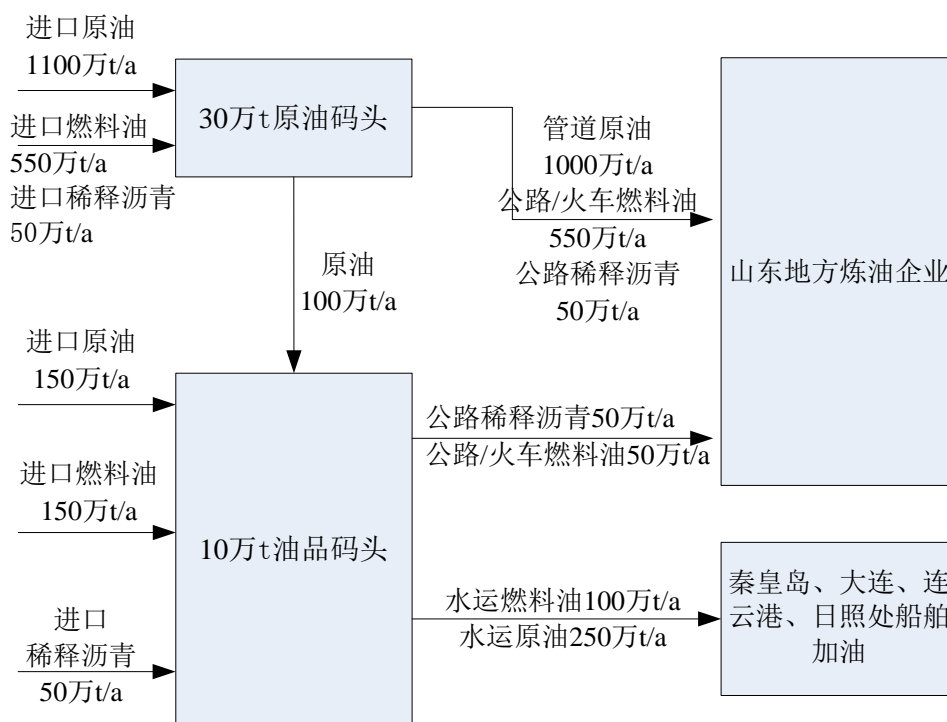 进口原油
1100万t/a
进口燃料油
550万t/a
进口稀释沥青
50万t/a
30万t原油码头
管道原油
1000万t/a
公路/火车燃料油
550万t/a
公路稀释沥青
50万t/a
山东地方炼油企业
原油
100万t/a
进口原油
150万t/a
进口燃料油
150万t/a
进口
稀释沥青
50万t/a
10万t油品码头
公路稀释沥青50万t/a
公路/火车燃料油50万t/a
水运燃料油100万t/a
水运原油250万t/a
秦皇岛、大连、连
云港、日照处船舶
加油